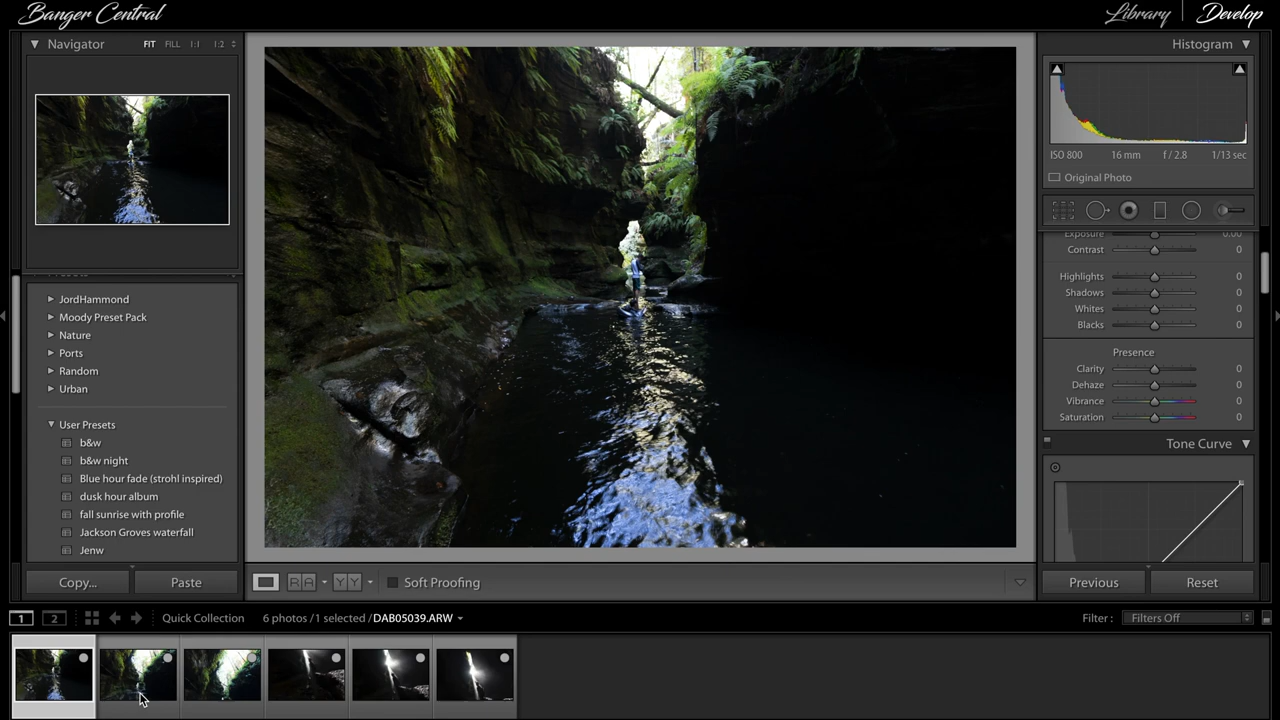 Banger Central
Library | Develop
Navigator FIT FILL 1:1 1:2
Histogram
ISO 800 16 mm f / 2.8 1/13 sec
Original Photo
Exposure 0.00
Contrast 0
Highlights 0
Shadows 0
Whites 0
Blacks 0
Presence
Clarity 0
Dehaze 0
Vibrance 0
Saturation 0
Tone Curve
JordHammond
Moody Preset Pack
Nature
Ports
Random
Urban
User Presets
b&w
b&w night
Blue hour fade (strohl inspired)
dusk hour album
fall sunrise with profile
Jackson Groves waterfall
Jenw
Copy... Paste
R A Y Y Soft Proofing
Previous Reset
1 2 Quick Collection 6 photos /1 selected /DAB05039.ARW Filter : Filters Off